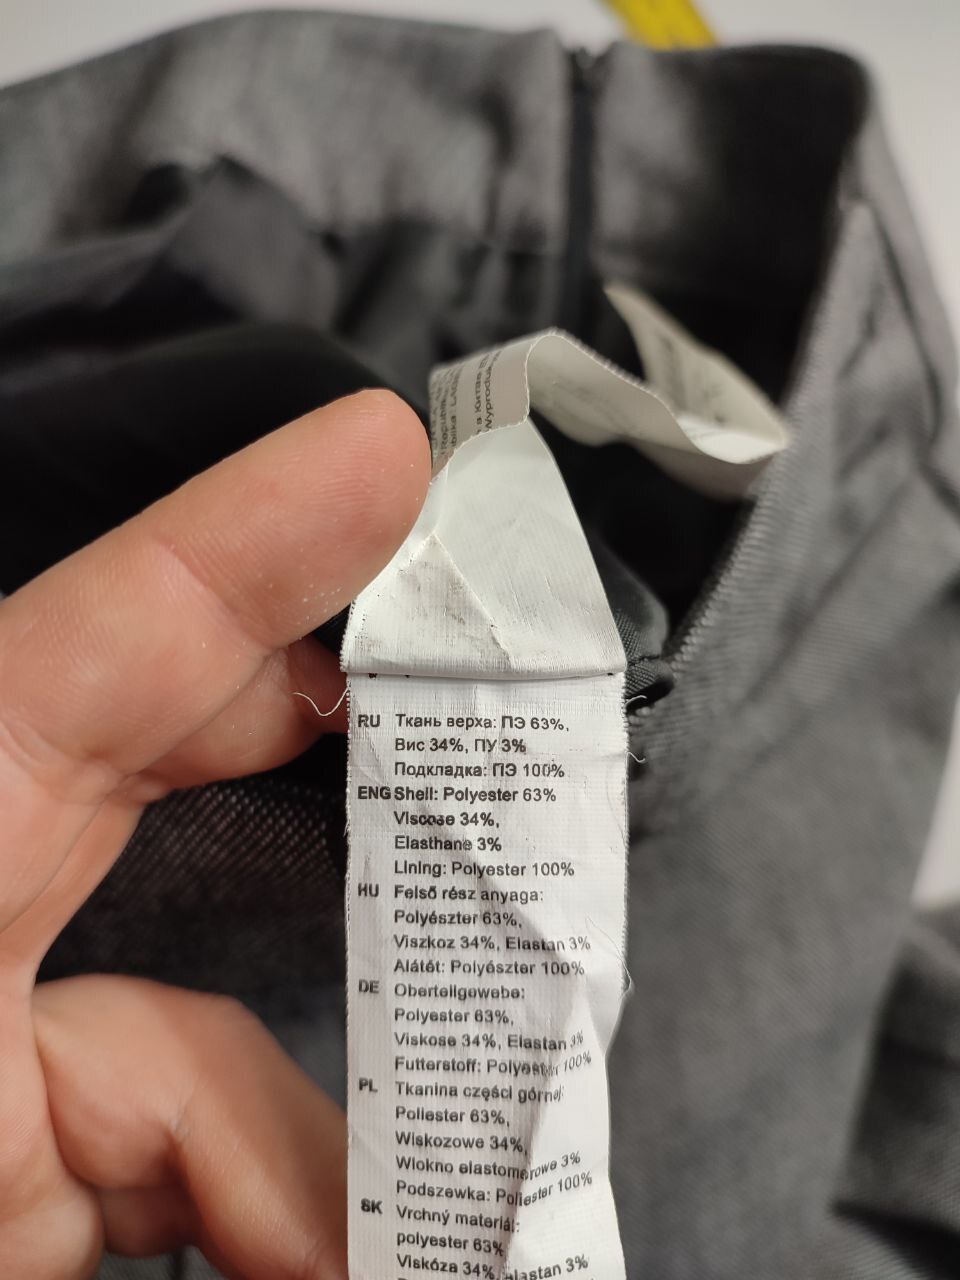 RU Ткань верха: ПЭ 63%,
Вис 34%, ПУ 3%
Подкладка: ПЭ 100%
ENG Shell: Polyester 63%
Viscose 34%,
Elasthane 3%
Lining: Polyester 100%
HU Felső rész anyaga:
Polyészter 63%,
Viszkoz 34%, Elastan 3%
Alátét: Polyészter 100%
DE Oberteilgewebe:
Polyester 63%,
Viskose 34%, Elastan 3%
Futterstoff: Polyester 100%
PL Tkanina części górnej:
Poliester 63%,
Wiskozowe 34%,
Wlokno elastomerowe 3%
Podszewka: Poliester 100%
SK Vrchný materiál:
polyester 63%
Viskóza 34%, elastan 3%